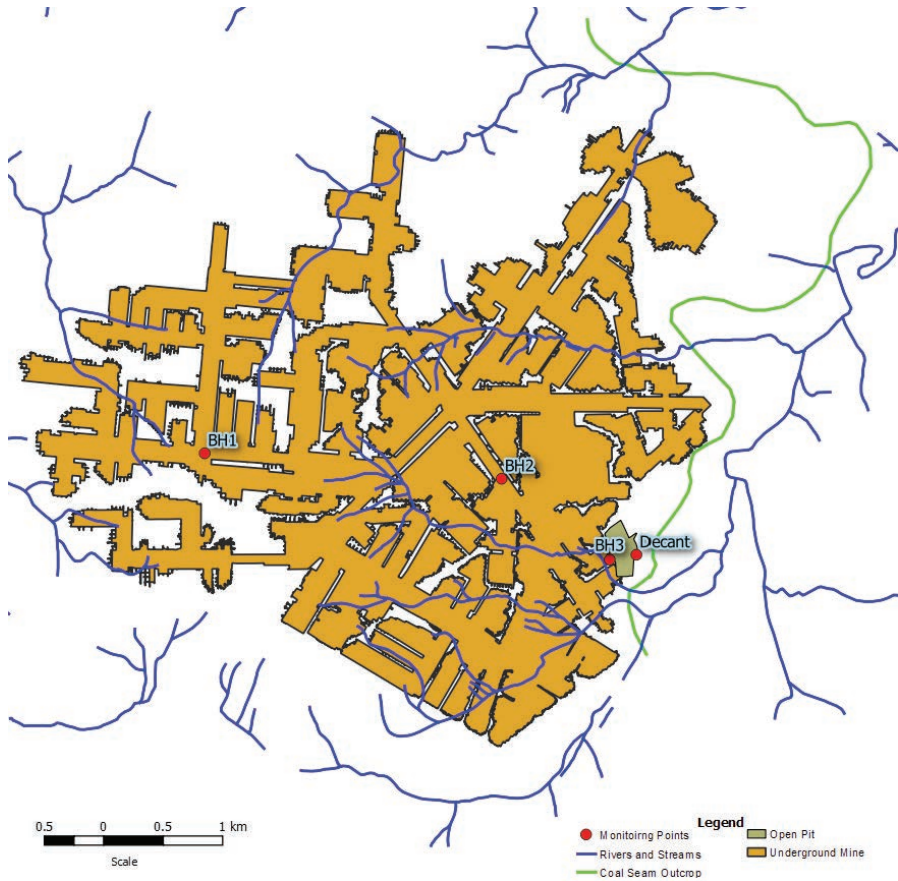 BH1
BH2
BH3
Decant
0.5 0 0.5 1 km
Scale
Legend
Monitoirng Points
Rivers and Streams
Coal Seam Outcrop
Open Pit
Underground Mine